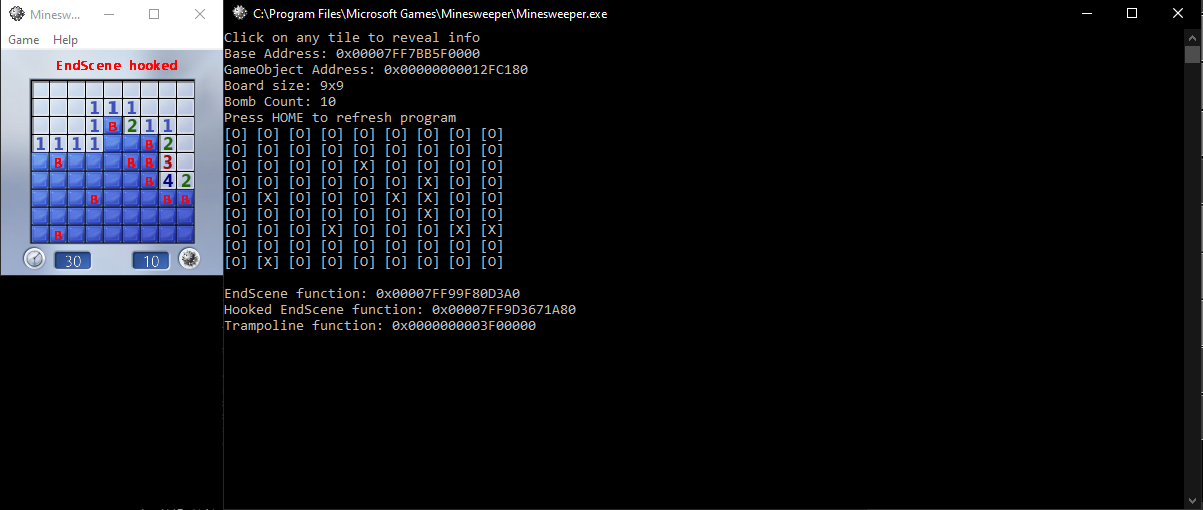 Minesw...
Game Help
EndScene hooked
1 1 1
1 B 2 1 1
1 1 1 1 B 2
B B B 3
B 4 2
B B B
B
30 10
C:\Program Files\Microsoft Games\Minesweeper\Minesweeper.exe
Click on any tile to reveal info
Base Address: 0x00007FF7BB5F0000
GameObject Address: 0x00000000012FC180
Board size: 9x9
Bomb Count: 10
Press HOME to refresh program
[O] [O] [O] [O] [O] [O] [O] [O] [O]
[O] [O] [O] [O] [O] [O] [O] [O] [O]
[O] [O] [O] [O] [X] [O] [O] [O] [O]
[O] [O] [O] [O] [O] [O] [X] [O] [O]
[O] [X] [O] [O] [O] [X] [X] [O] [O]
[O] [O] [O] [O] [O] [O] [X] [O] [O]
[O] [O] [O] [X] [O] [O] [O] [X] [X]
[O] [O] [O] [O] [O] [O] [O] [O] [O]
[O] [X] [O] [O] [O] [O] [O] [O] [O]
EndScene function: 0x00007FF99F80D3A0
Hooked EndScene function: 0x00007FF9D3671A80
Trampoline function: 0x0000000003F00000